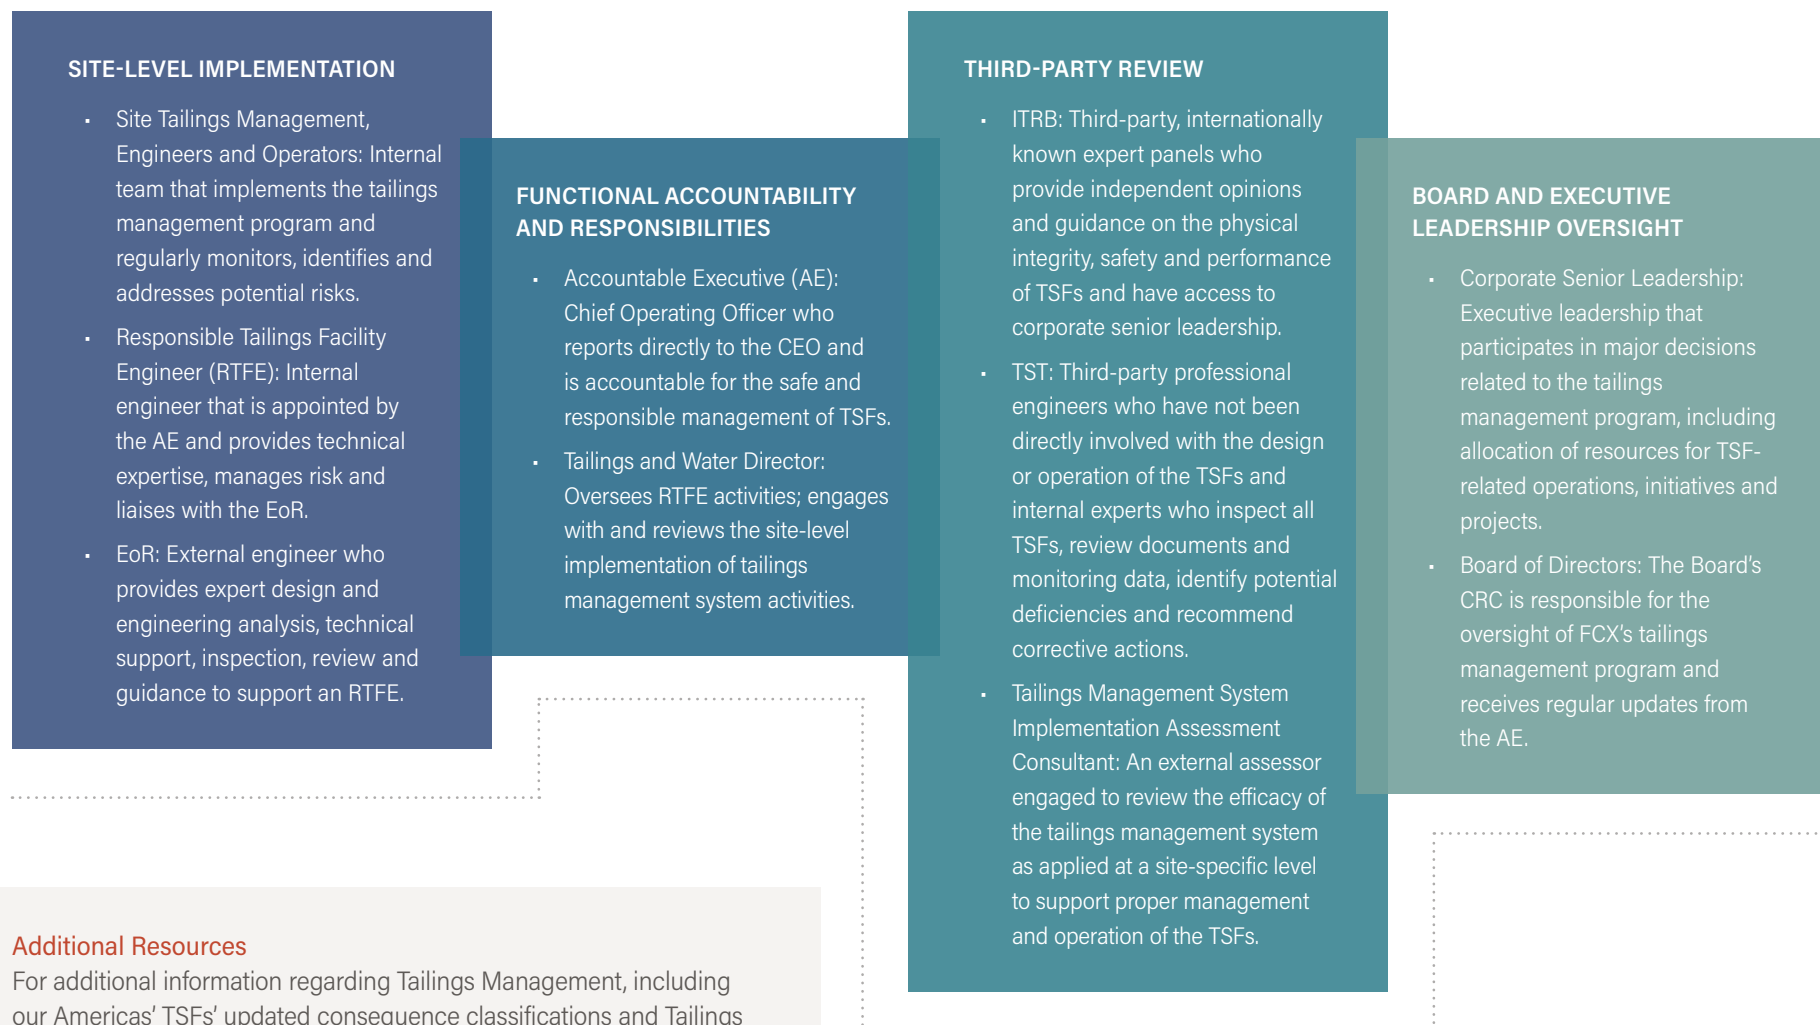 SITE-LEVEL IMPLEMENTATION
• Site Tailings Management,
Engineers and Operators: Internal
team that implements the tailings
management program and
regularly monitors, identifies and
addresses potential risks.
• Responsible Tailings Facility
Engineer (RTFE): Internal
engineer that is appointed by
the AE and provides technical
expertise, manages risk and
liaises with the EoR.
• EoR: External engineer who
provides expert design and
engineering analysis, technical
support, inspection, review and
guidance to support an RTFE.
FUNCTIONAL ACCOUNTABILITY
AND RESPONSIBILITIES
• Accountable Executive (AE):
Chief Operating Officer who
reports directly to the CEO and
is accountable for the safe and
responsible management of TSFs.
• Tailings and Water Director:
Oversees RTFE activities; engages
with and reviews the site-level
implementation of tailings
management system activities.
THIRD-PARTY REVIEW
• ITRB: Third-party, internationally
known expert panels who
provide independent opinions
and guidance on the physical
integrity, safety and performance
of TSFs and have access to
corporate senior leadership.
• TST: Third-party professional
engineers who have not been
directly involved with the design
or operation of the TSFs and
internal experts who inspect all
TSFs, review documents and
monitoring data, identify potential
deficiencies and recommend
corrective actions.
• Tailings Management System
Implementation Assessment
Consultant: An external assessor
engaged to review the efficacy of
the tailings management system
as applied at a site-specific level
to support proper management
and operation of the TSFs.
BOARD AND EXECUTIVE
LEADERSHIP OVERSIGHT
• Corporate Senior Leadership:
Executive leadership that
participates in major decisions
related to the tailings
management program, including
allocation of resources for TSF-
related operations, initiatives and
projects.
• Board of Directors: The Board's
CRC is responsible for the
oversight of FCX's tailings
management program and
receives regular updates from
the AE.
Additional Resources
For additional information regarding Tailings Management, including
our Americas' TSFs' updated consequence classifications and Tailings